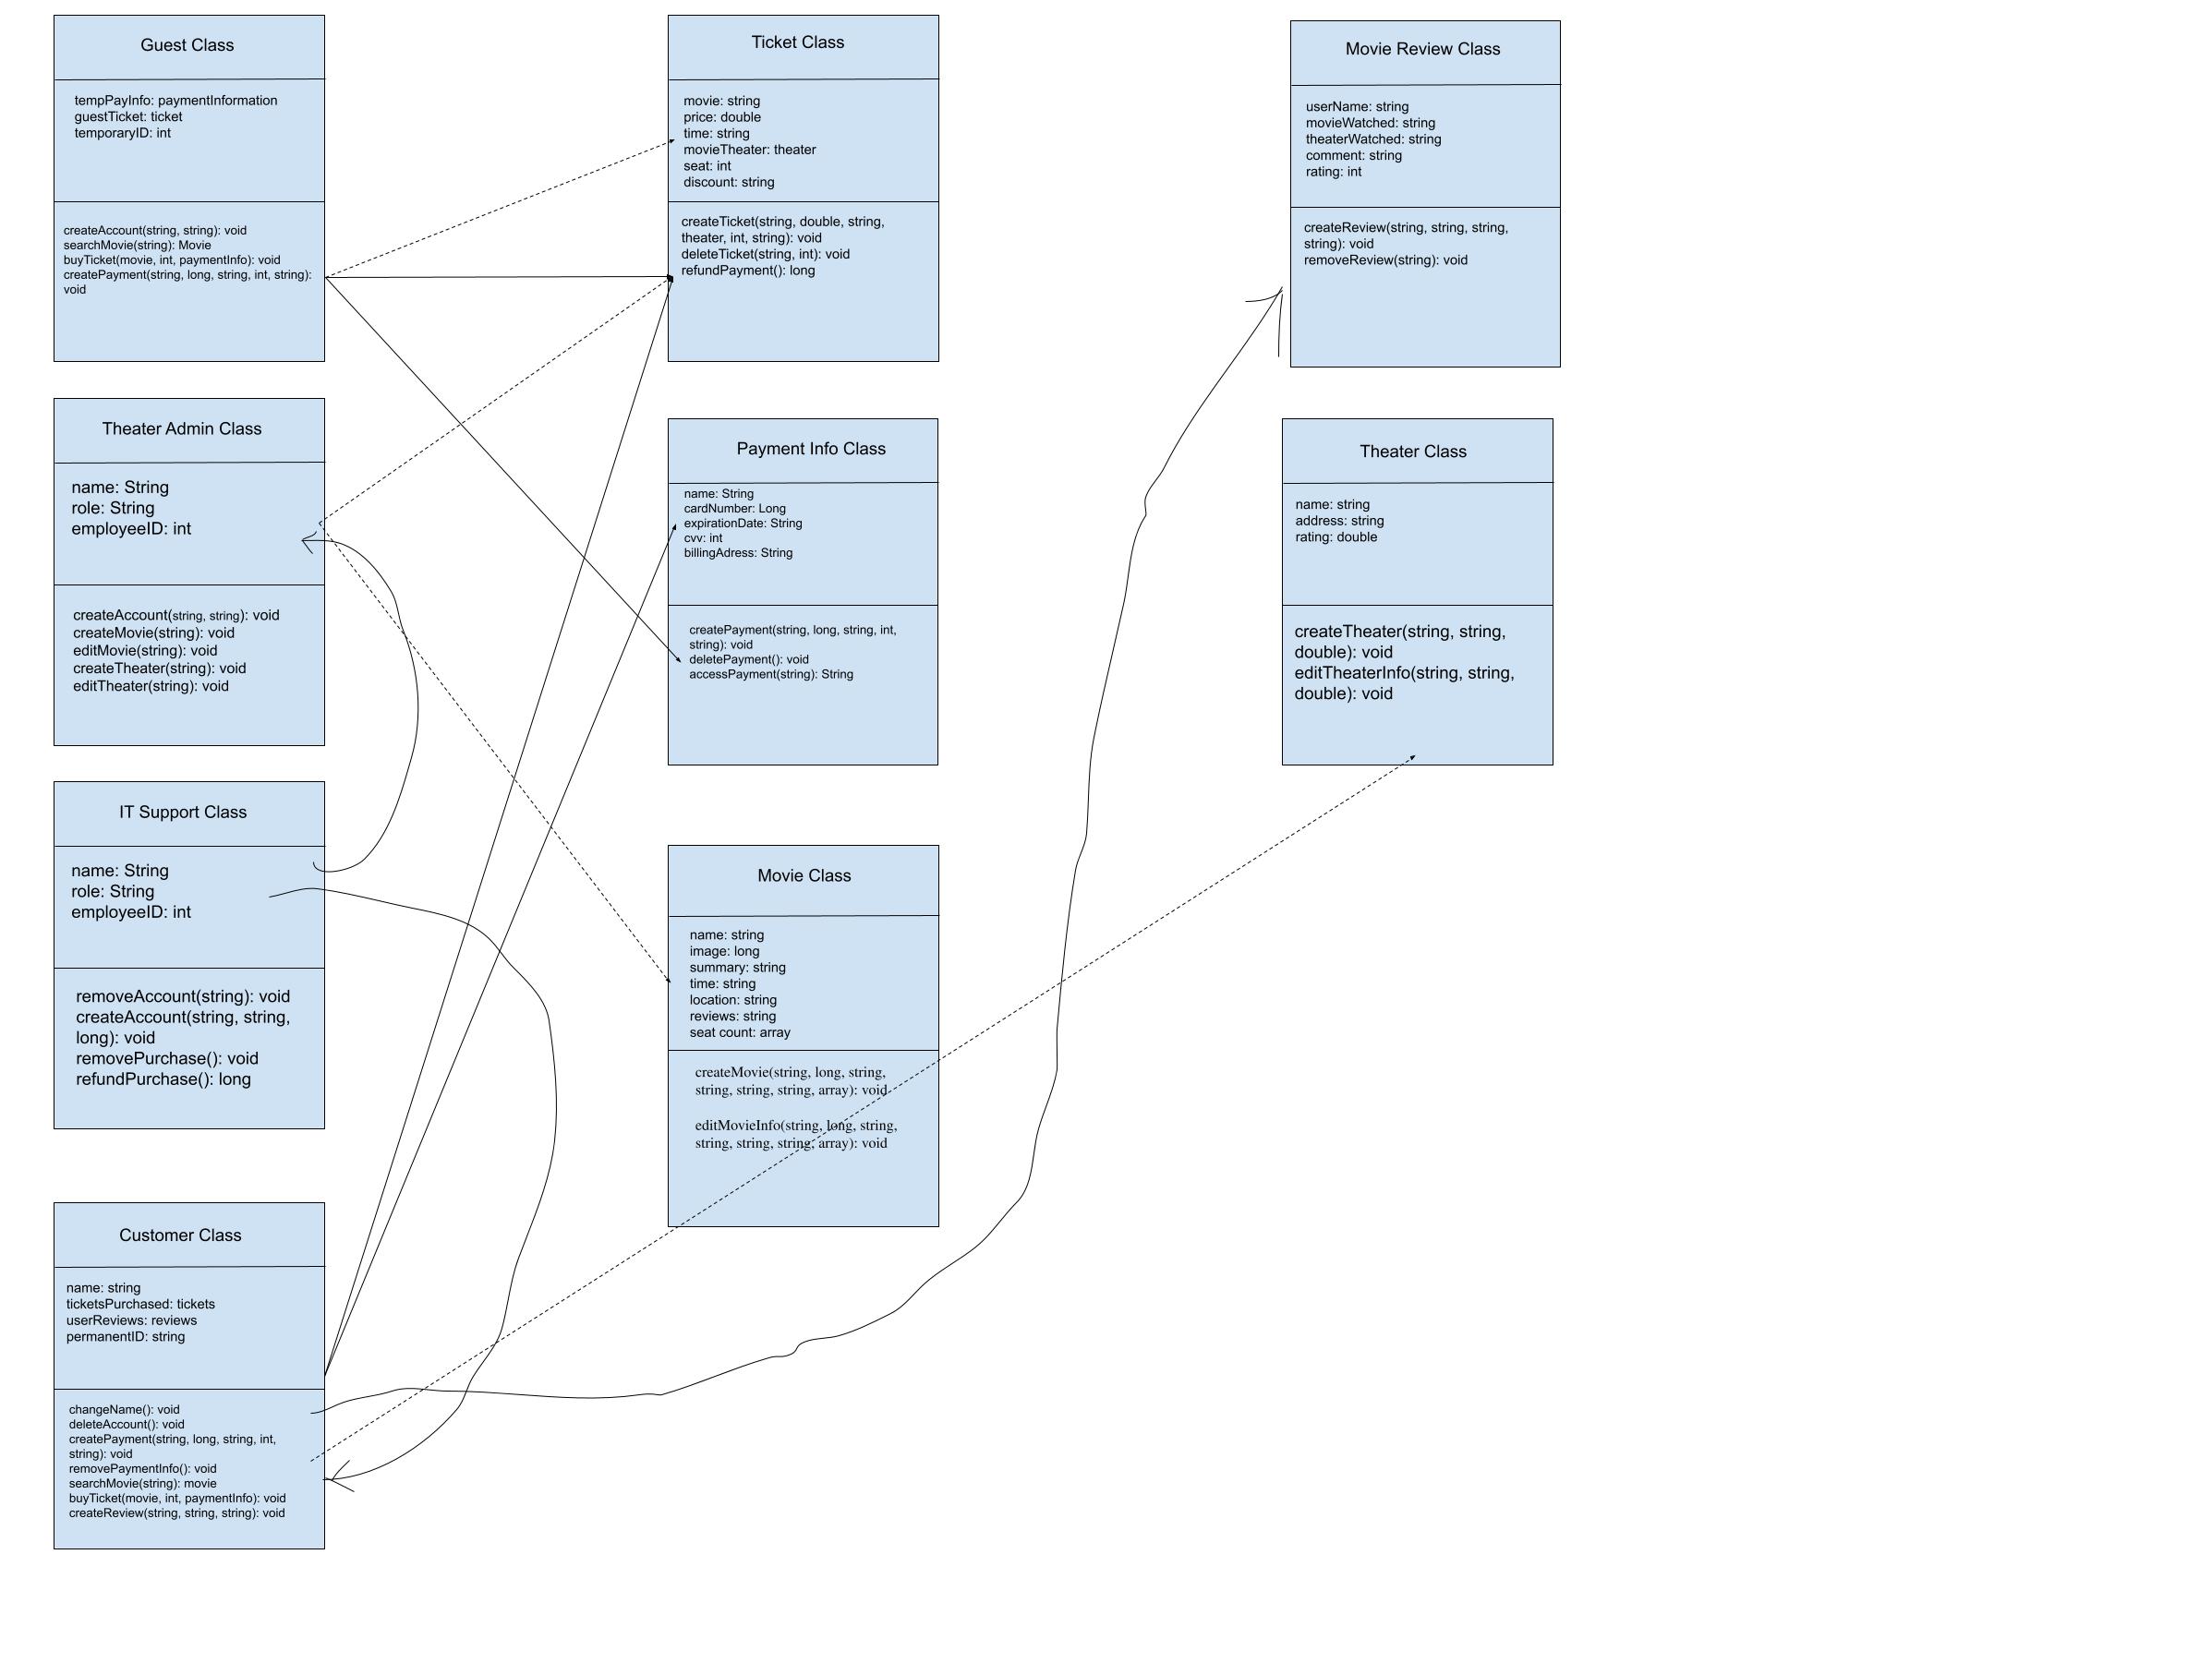 Guest Class
tempPayInfo: paymentInformation
guestTicket: ticket
temporaryID: int
createAccount(string, string): void
searchMovie(string): Movie
buyTicket(movie, int, paymentInfo): void
createPayment(string, long, string, int, string):
void
Ticket Class
movie: string
price: double
time: string
movieTheater: theater
seat: int
discount: string
createTicket(string, double, string,
theater, int, string): void
deleteTicket(string, int): void
refundPayment(): long
Movie Review Class
userName: string
movieWatched: string
theaterWatched: string
comment: string
rating: int
createReview(string, string, string,
string): void
removeReview(string): void
Theater Admin Class
name: String
role: String
employeeID: int
createAccount(string, string): void
createMovie(string): void
editMovie(string): void
createTheater(string): void
editTheater(string): void
Payment Info Class
name: String
cardNumber: Long
expirationDate: String
cvv: int
billingAdress: String
createPayment(string, long, string, int,
string): void
deletePayment(): void
accessPayment(string): String
Theater Class
name: string
address: string
rating: double
createTheater(string, string,
double): void
editTheaterInfo(string, string,
double): void
IT Support Class
name: String
role: String
employeeID: int
removeAccount(string): void
createAccount(string, string,
long): void
removePurchase(): void
refundPurchase(): long
Movie Class
name: string
image: long
summary: string
time: string
location: string
reviews: string
seat count: array
createMovie(string, long, string,
string, string, string, array): void
editMovieInfo(string, long, string,
string, string, string, array): void
Customer Class
name: string
ticketsPurchased: tickets
userReviews: reviews
permanentID: string
changeName(): void
deleteAccount(): void
createPayment(string, long, string, int,
string): void
removePaymentInfo(): void
searchMovie(string): movie
buyTicket(movie, int, paymentInfo): void
createReview(string, string, string): void